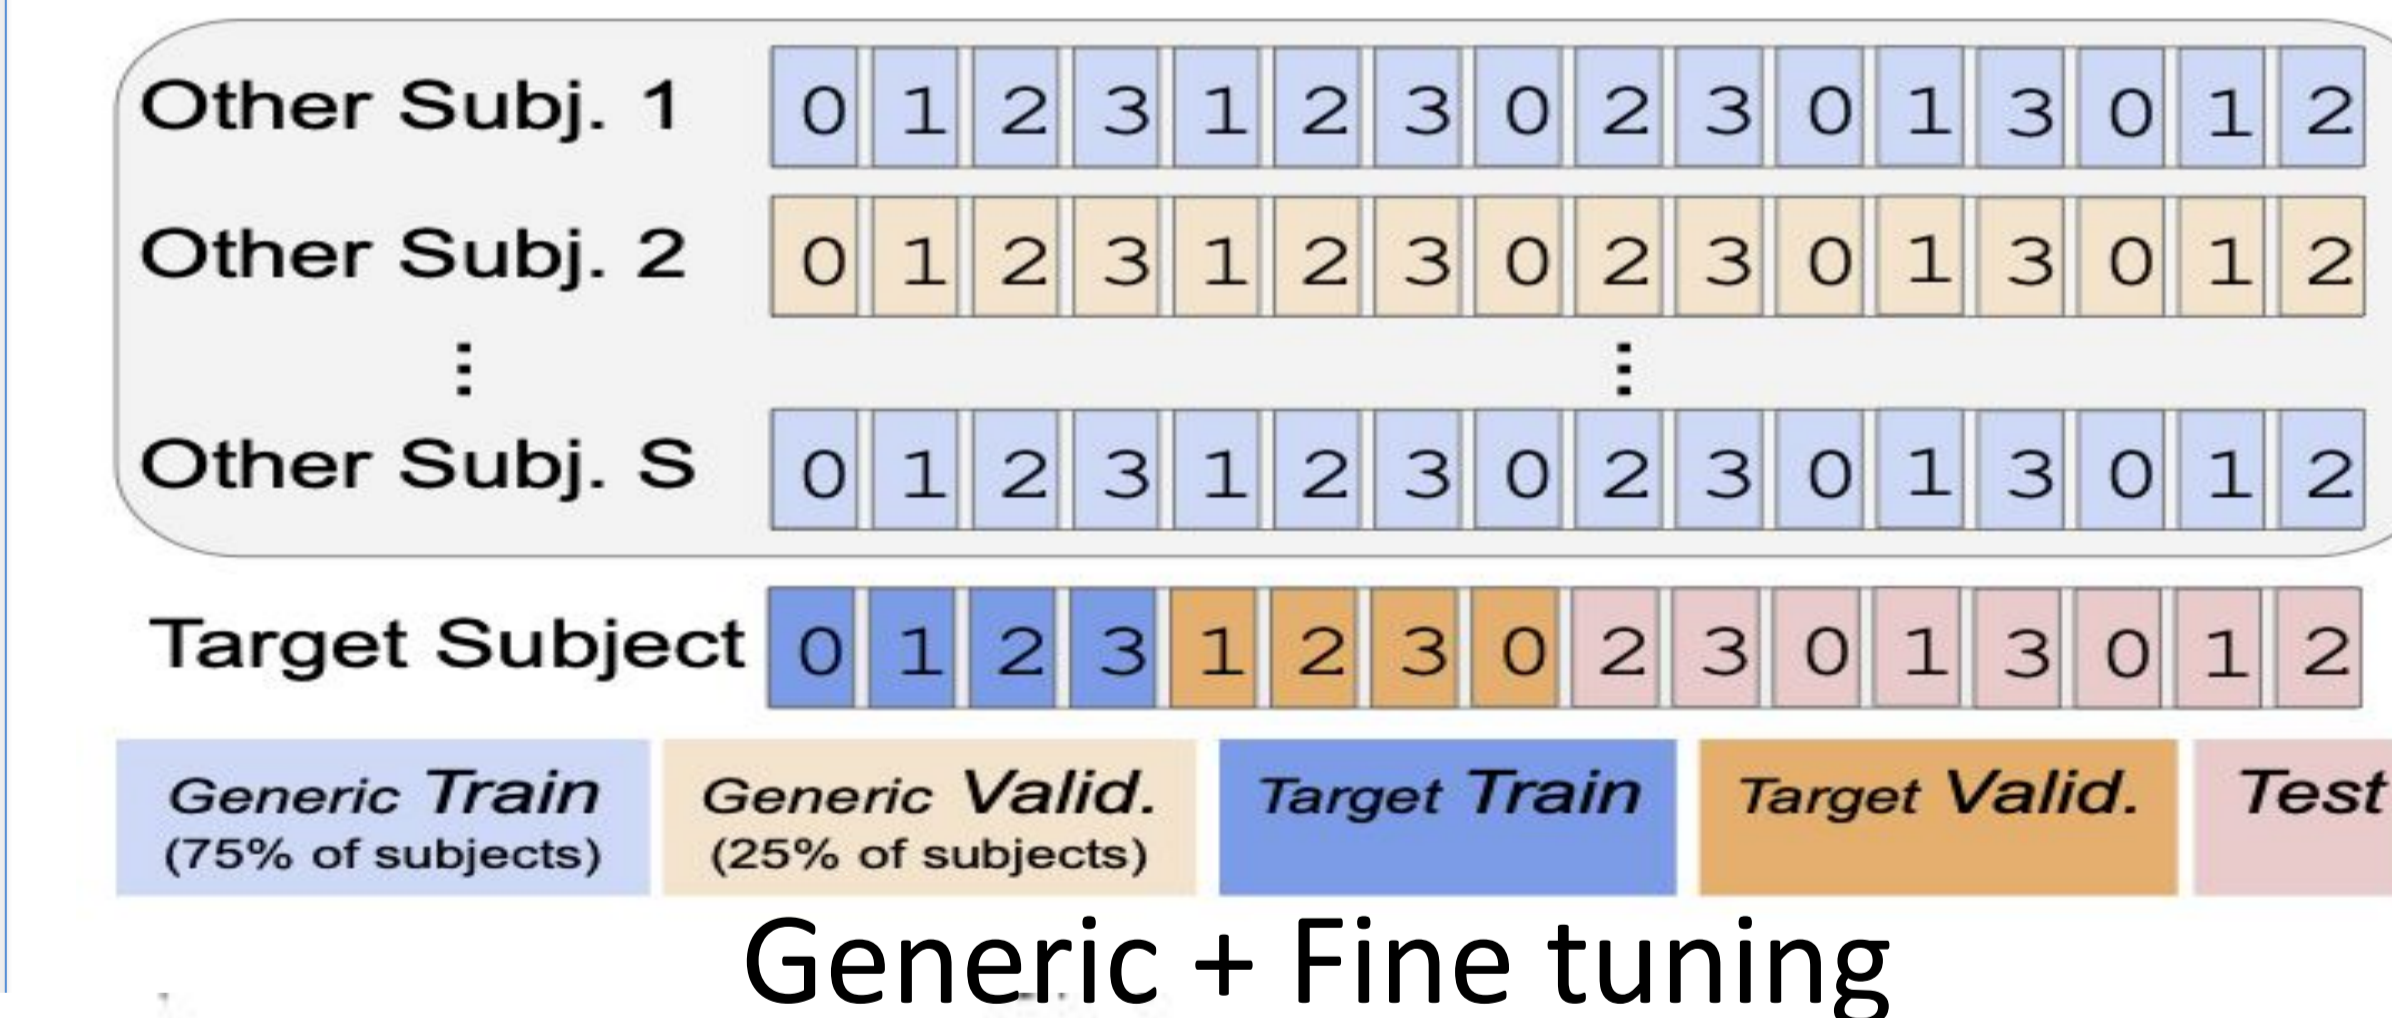 Other Subj. 1 0 1 2 3 1 2 3 0 2 3 0 1 3 0 1 2
Other Subj. 2 0 1 2 3 1 2 3 0 2 3 0 1 3 0 1 2
Other Subj. S 0 1 2 3 1 2 3 0 2 3 0 1 3 0 1 2
Target Subject 0 1 2 3 1 2 3 0 2 3 0 1 3 0 1 2
Generic Train Generic Valid. Target Train Target Valid. Test
(75% of subjects) (25% of subjects)
Generic + Fine tuning